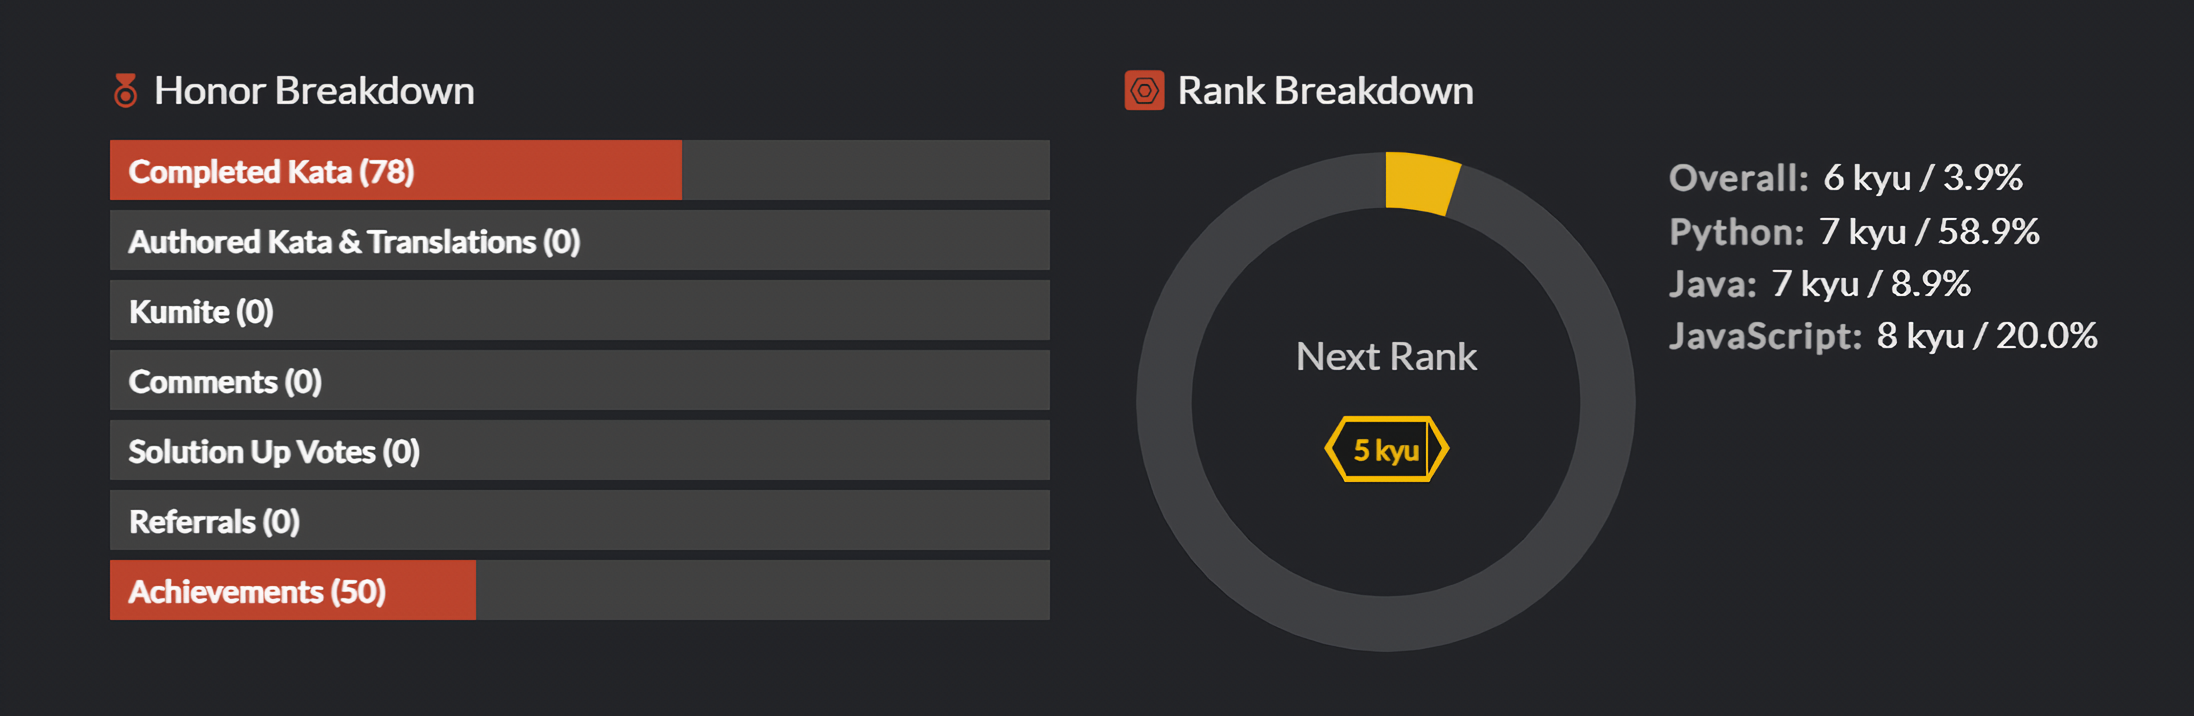 Honor Breakdown
Completed Kata (78)
Authored Kata & Translations (0)
Kumite (0)
Comments (0)
Solution Up Votes (0)
Referrals (0)
Achievements (50)
Rank Breakdown
Next Rank
5 kyu
Overall: 6 kyu / 3.9%
Python: 7 kyu / 58.9%
Java: 7 kyu / 8.9%
JavaScript: 8 kyu / 20.0%